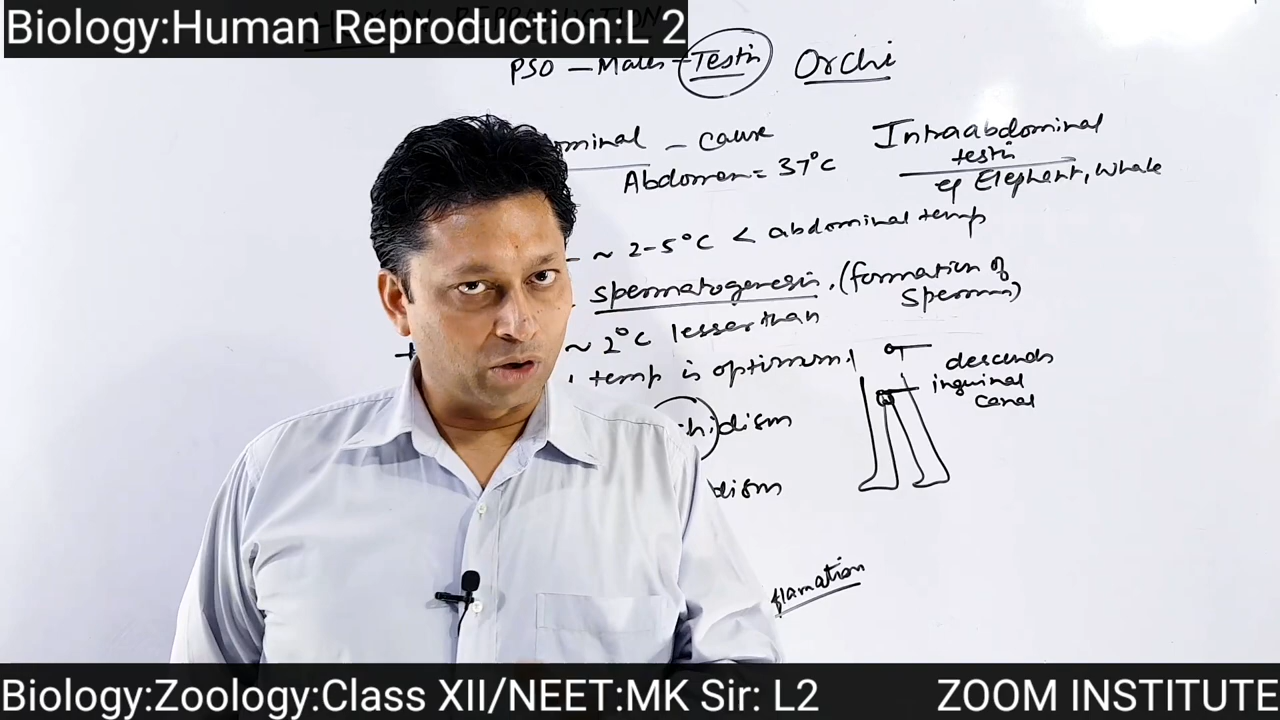 Biology:Human Reproduction:L 2
PSO – Males – Testis Orchi
ominal – cause
Abdomen = 37°C
Intraabdominal
testis
eg Elephant, Whale
~ 2-5°C < abdominal temp
spermatogenesis. (formation of
sperms)
~ 2°C lesser than
temp is optimum
descends
inguinal
canal
chidism
dism
flamation
Biology:Zoology:Class XII/NEET:MK Sir: L2
ZOOM INSTITUTE